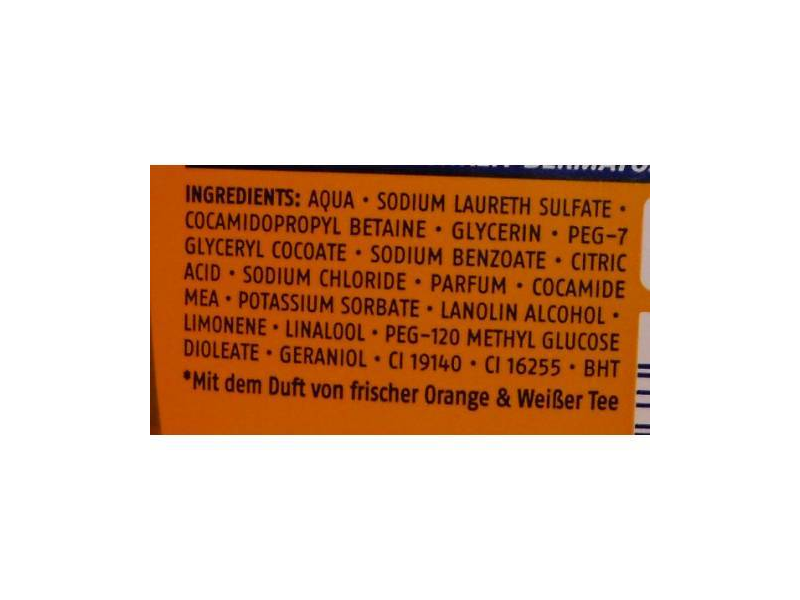 INGREDIENTS: AQUA • SODIUM LAURETH SULFATE •
COCAMIDOPROPYL BETAINE • GLYCERIN • PEG-7
GLYCERYL COCOATE • SODIUM BENZOATE • CITRIC
ACID • SODIUM CHLORIDE • PARFUM • COCAMIDE
MEA • POTASSIUM SORBATE • LANOLIN ALCOHOL •
LIMONENE • LINALOOL • PEG-120 METHYL GLUCOSE
DIOLEATE • GERANIOL • CI 19140 • CI 16255 • BHT
*Mit dem Duft von frischer Orange & Weißer Tee